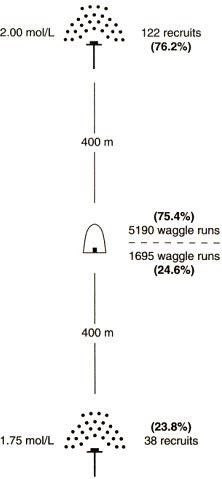 2.00 mol/L 122 recruits
(76.2%)
400 m
(75.4%)
5190 waggle runs
1695 waggle runs
(24.6%)
400 m
(23.8%)
1.75 mol/L 38 recruits